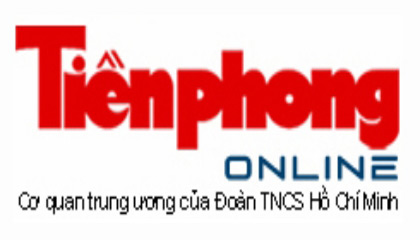 Tiềnphong
ONLINE
Cơ quan trung ương của Đoàn TNCS Hồ Chí Minh